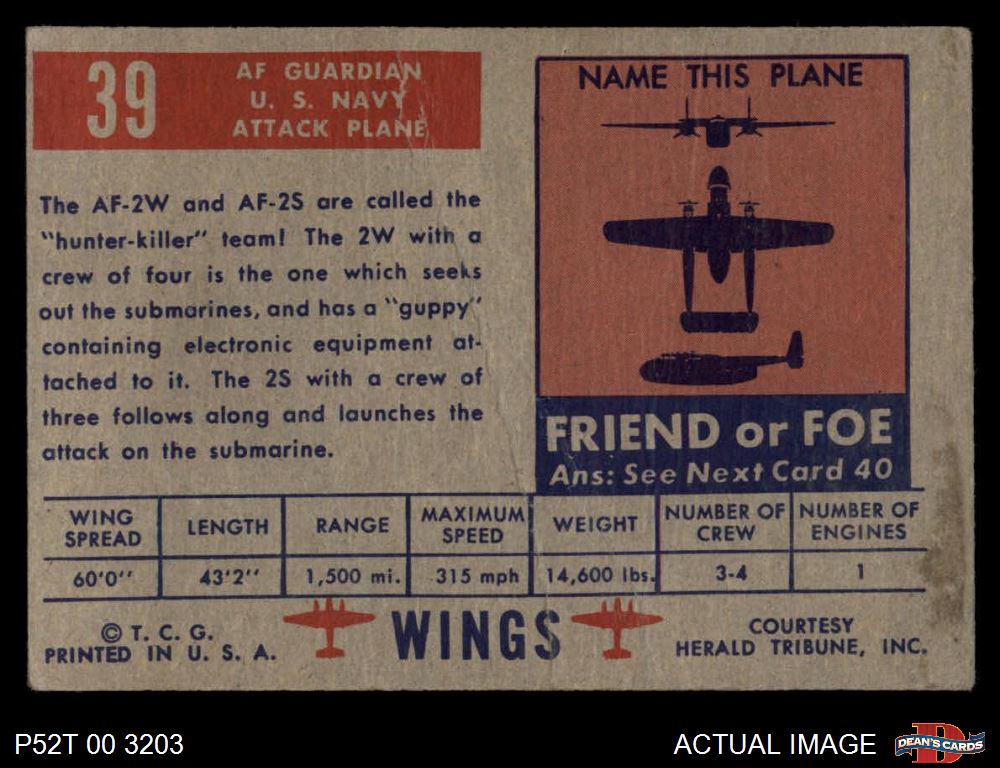 39
AF GUARDIAN
U. S. NAVY
ATTACK PLANE
The AF-2W and AF-2S are called the
"hunter-killer" team! The 2W with a
crew of four is the one which seeks
out the submarines, and has a "guppy"
containing electronic equipment at-
tached to it. The 2S with a crew of
three follows along and launches the
attack on the submarine.
NAME THIS PLANE
FRIEND or FOE
Ans: See Next Card 40
WING SPREAD LENGTH RANGE MAXIMUM SPEED WEIGHT NUMBER OF CREW NUMBER OF ENGINES
60'0'' 43'2'' 1,500 mi. 315 mph 14,600 lbs. 3-4 1
© T. C. G.
PRINTED IN U. S. A.
WINGS
COURTESY
HERALD TRIBUNE, INC.
P52T 00 3203
ACTUAL IMAGE
D
DEAN'S CARDS
D
DEAN'S CARDS